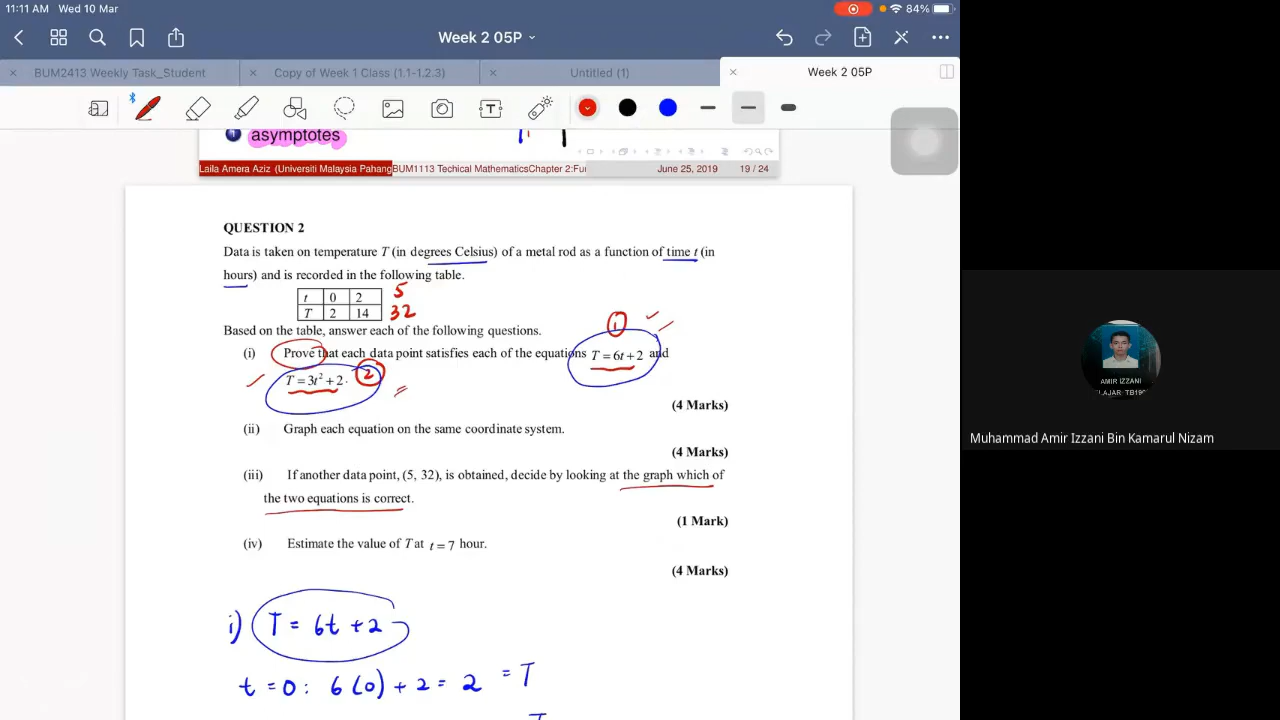 11:11 AM Wed 10 Mar
84%
Week 2 05P
BUM2413 Weekly Task_Student
Copy of Week 1 Class (1.1-1.2.3)
Untitled (1)
Week 2 05P
asymptotes
Laila Amera Aziz (Universiti Malaysia Pahang BUM1113 Techical MathematicsChapter 2:Fu June 25, 2019 19 / 24
QUESTION 2
Data is taken on temperature T (in degrees Celsius) of a metal rod as a function of time t (in
hours) and is recorded in the following table.
t 0 2 5
T 2 14 32
Based on the table, answer each of the following questions.
1
(i) Prove that each data point satisfies each of the equations T = 6t + 2 and
T = 3t² + 2. 2
(4 Marks)
(ii) Graph each equation on the same coordinate system.
(4 Marks)
(iii) If another data point, (5, 32), is obtained, decide by looking at the graph which of
the two equations is correct.
(1 Mark)
(iv) Estimate the value of T at t = 7 hour.
(4 Marks)
i) T = 6t + 2
t = 0 : 6(0) + 2 = 2 = T
AMIR IZZANI
Muhammad Amir Izzani Bin Kamarul Nizam